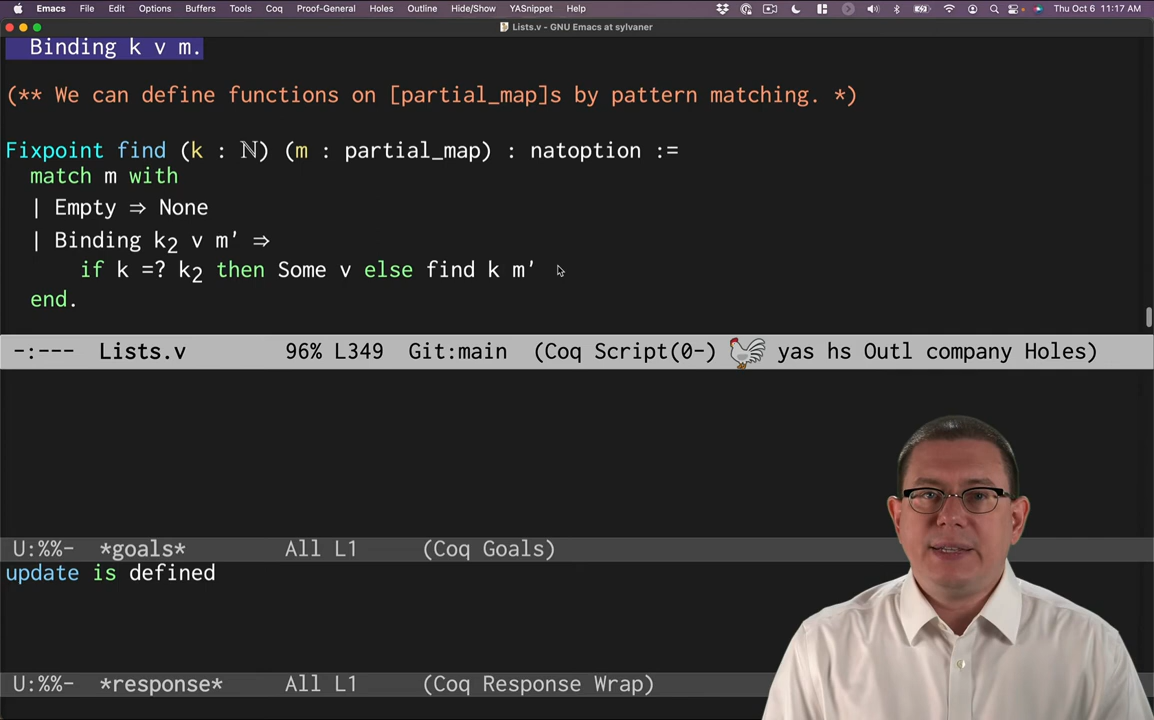 Emacs File Edit Options Buffers Tools Coq Proof-General Holes Outline Hide/Show YASnippet Help Thu Oct 6 11:17 AM
Lists.v - GNU Emacs at sylvaner
Binding k v m.
(** We can define functions on [partial_map]s by pattern matching. *)
Fixpoint find (k : ℕ) (m : partial_map) : natoption :=
match m with
| Empty ⇒ None
| Binding k₂ v m′ ⇒
if k =? k₂ then Some v else find k m′
end.
-:--- Lists.v 96% L349 Git:main (Coq Script(0-) yas hs Outl company Holes)
U:%%- *goals* All L1 (Coq Goals)
update is defined
U:%%- *response* All L1 (Coq Response Wrap)